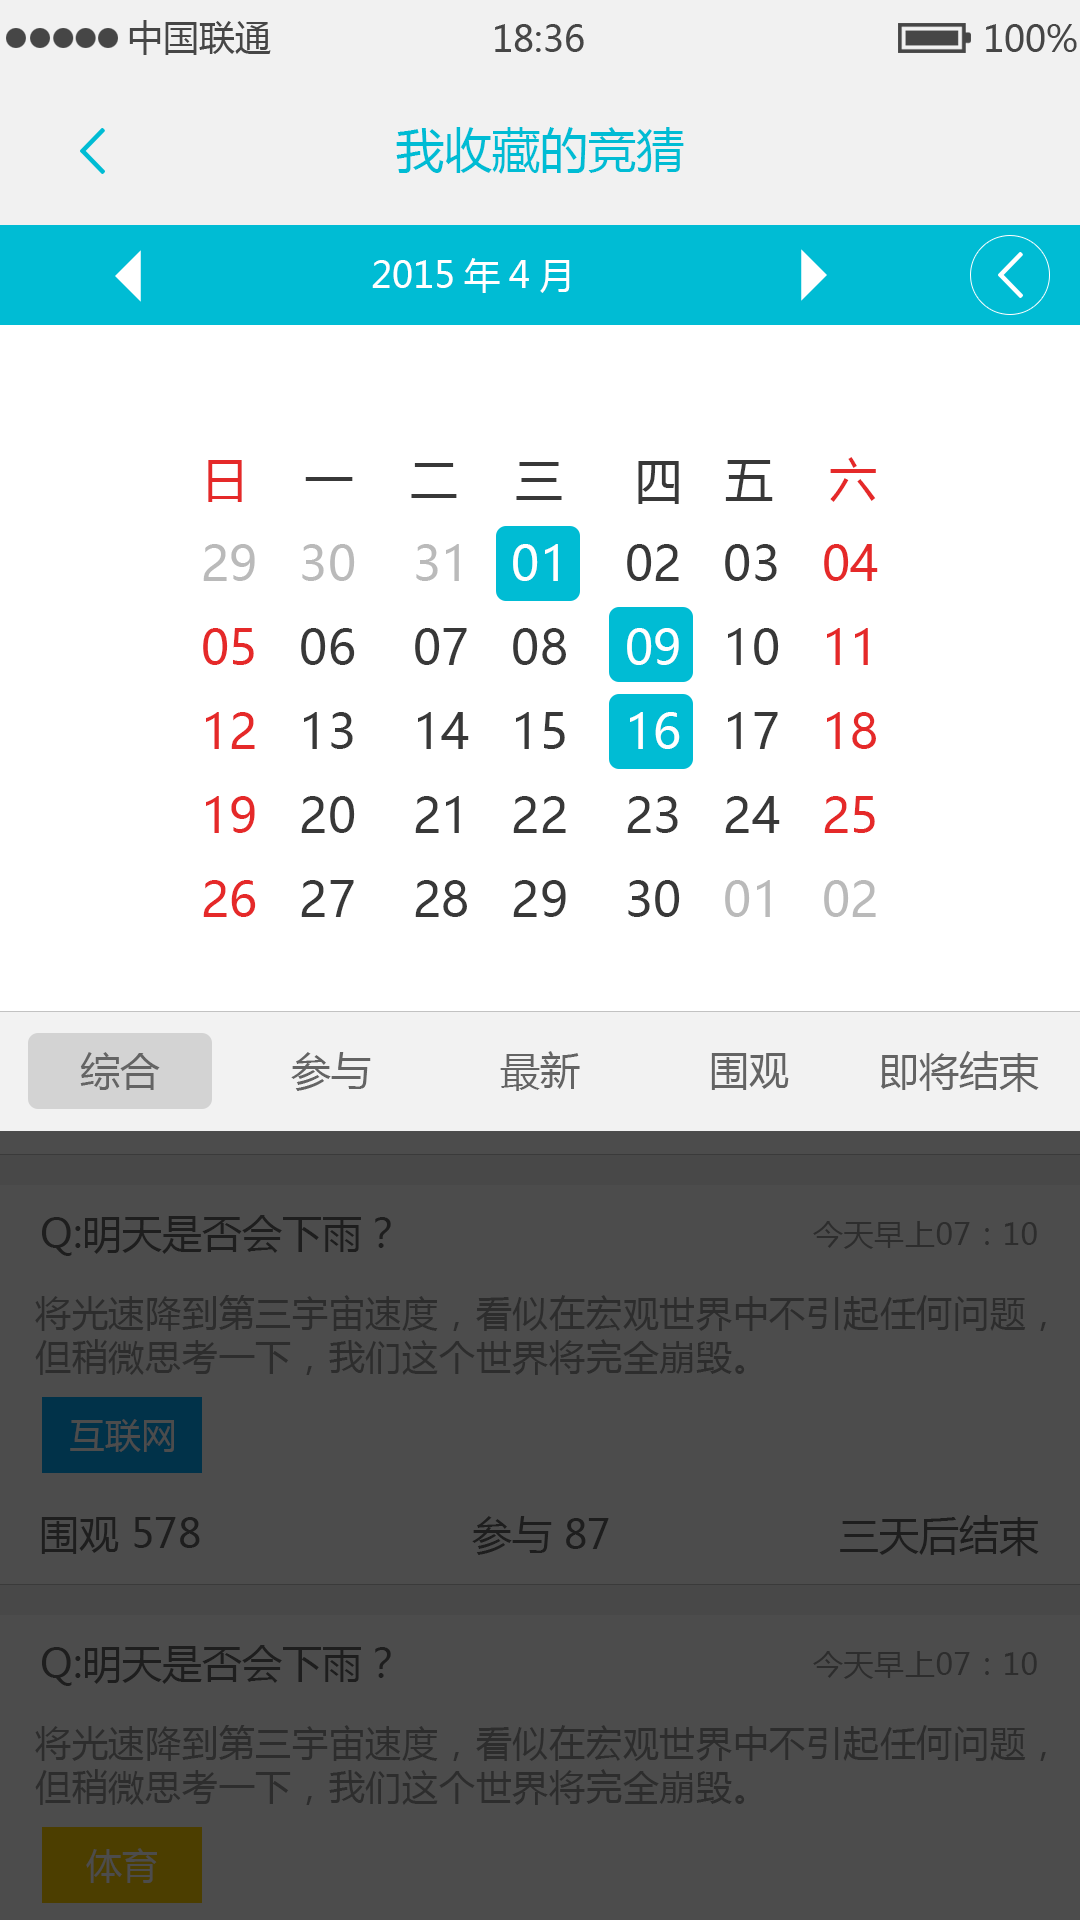 中国联通 18:36 100%
我收藏的竞猜
2015 年 4 月
日 一 二 三 四 五 六
29 30 31 01 02 03 04
05 06 07 08 09 10 11
12 13 14 15 16 17 18
19 20 21 22 23 24 25
26 27 28 29 30 01 02
综合 参与 最新 围观 即将结束
Q:明天是否会下雨？ 今天早上07：10
将光速降到第三宇宙速度，看似在宏观世界中不引起任何问题，
但稍微思考一下，我们这个世界将完全崩毁。
互联网
围观 578 参与 87 三天后结束
Q:明天是否会下雨？ 今天早上07：10
将光速降到第三宇宙速度，看似在宏观世界中不引起任何问题，
但稍微思考一下，我们这个世界将完全崩毁。
体育